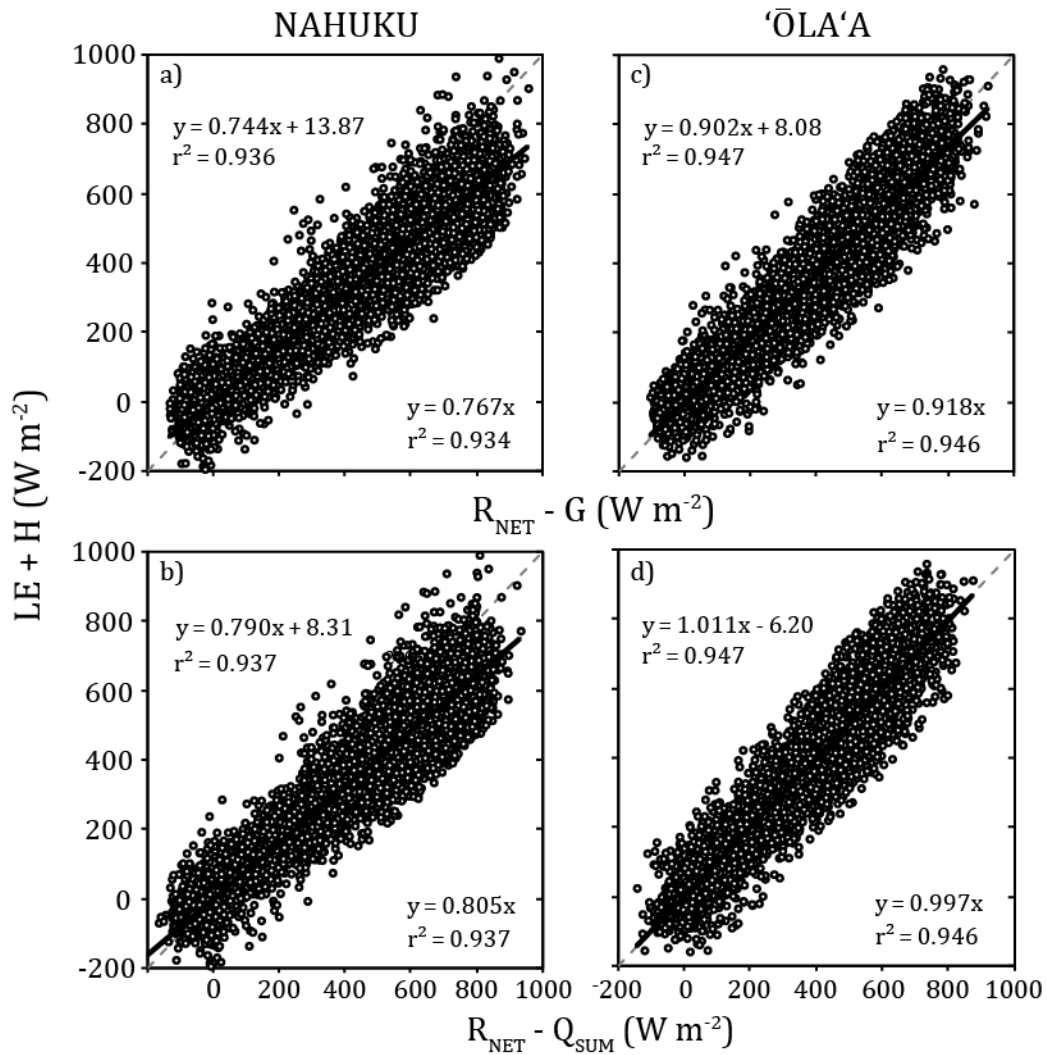 NAHUKU
ʻŌLAʻA
LE + H (W m⁻²)
1000
800
600
400
200
0
-200
a)
y = 0.744x + 13.87
r² = 0.936
y = 0.767x
r² = 0.934
c)
y = 0.902x + 8.08
r² = 0.947
y = 0.918x
r² = 0.946
R_NET - G (W m⁻²)
1000
800
600
400
200
0
-200
b)
y = 0.790x + 8.31
r² = 0.937
y = 0.805x
r² = 0.937
d)
y = 1.011x - 6.20
r² = 0.947
y = 0.997x
r² = 0.946
0 200 400 600 800 1000
-200 0 200 400 600 800 1000
R_NET - Q_SUM (W m⁻²)